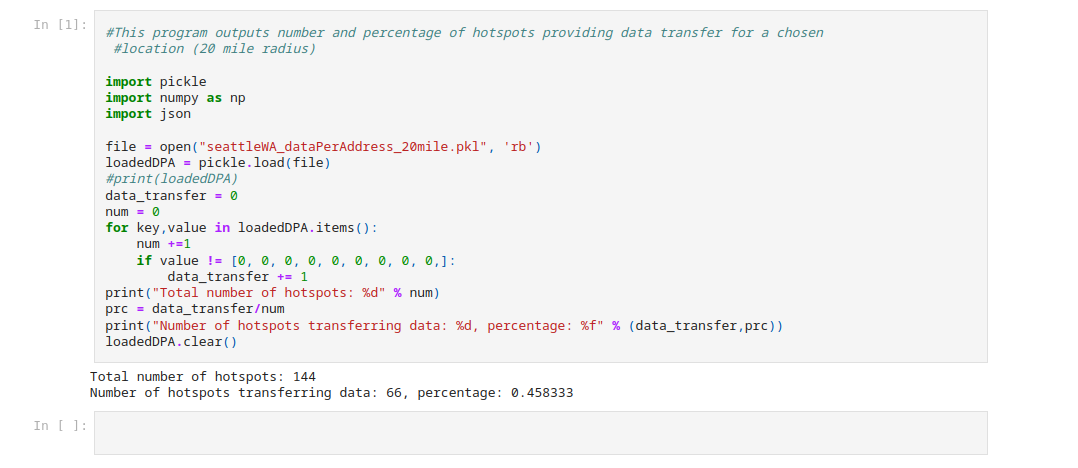 In [1]:
#This program outputs number and percentage of hotspots providing data transfer for a chosen
 #location (20 mile radius)
import pickle
import numpy as np
import json
file = open("seattleWA_dataPerAddress_20mile.pkl", 'rb')
loadedDPA = pickle.load(file)
#print(loadedDPA)
data_transfer = 0
num = 0
for key,value in loadedDPA.items():
    num +=1
    if value != [0, 0, 0, 0, 0, 0, 0, 0, 0,]:
        data_transfer += 1
print("Total number of hotspots: %d" % num)
prc = data_transfer/num
print("Number of hotspots transferring data: %d, percentage: %f" % (data_transfer,prc))
loadedDPA.clear()
Total number of hotspots: 144
Number of hotspots transferring data: 66, percentage: 0.458333
In [ ]: